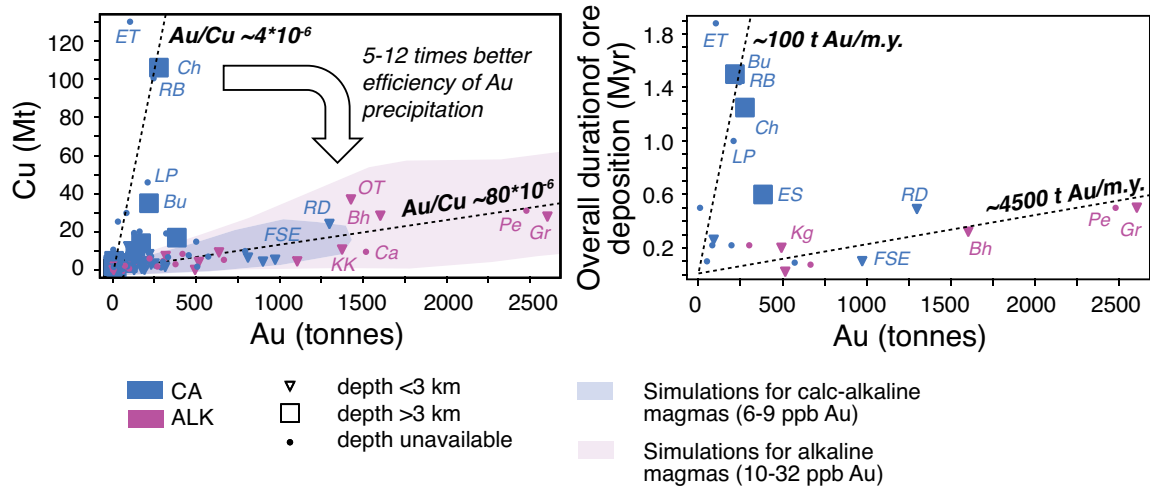 120
100
80
60
40
20
0
Cu (Mt)
0
500
1000
1500
2000
2500
Au (tonnes)
ET
Au/Cu ~4*10-6
Ch
RB
5-12 times better
efficiency of Au
precipitation
LP
Bu
OT
RD
Bh
Au/Cu ~80*10-6
FSE
KK
Ca
Pe
Gr
1.8
1.4
1.0
0.6
0.2
Overall durationof ore
deposition (Myr)
0
500
1000
1500
2000
2500
Au (tonnes)
ET
~100 t Au/m.y.
Bu
RB
Ch
LP
ES
RD
~4500 t Au/m.y.
Kg
FSE
Bh
Pe
Gr
CA
ALK
depth <3 km
depth >3 km
depth unavailable
Simulations for calc-alkaline
magmas (6-9 ppb Au)
Simulations for alkaline
magmas (10-32 ppb Au)